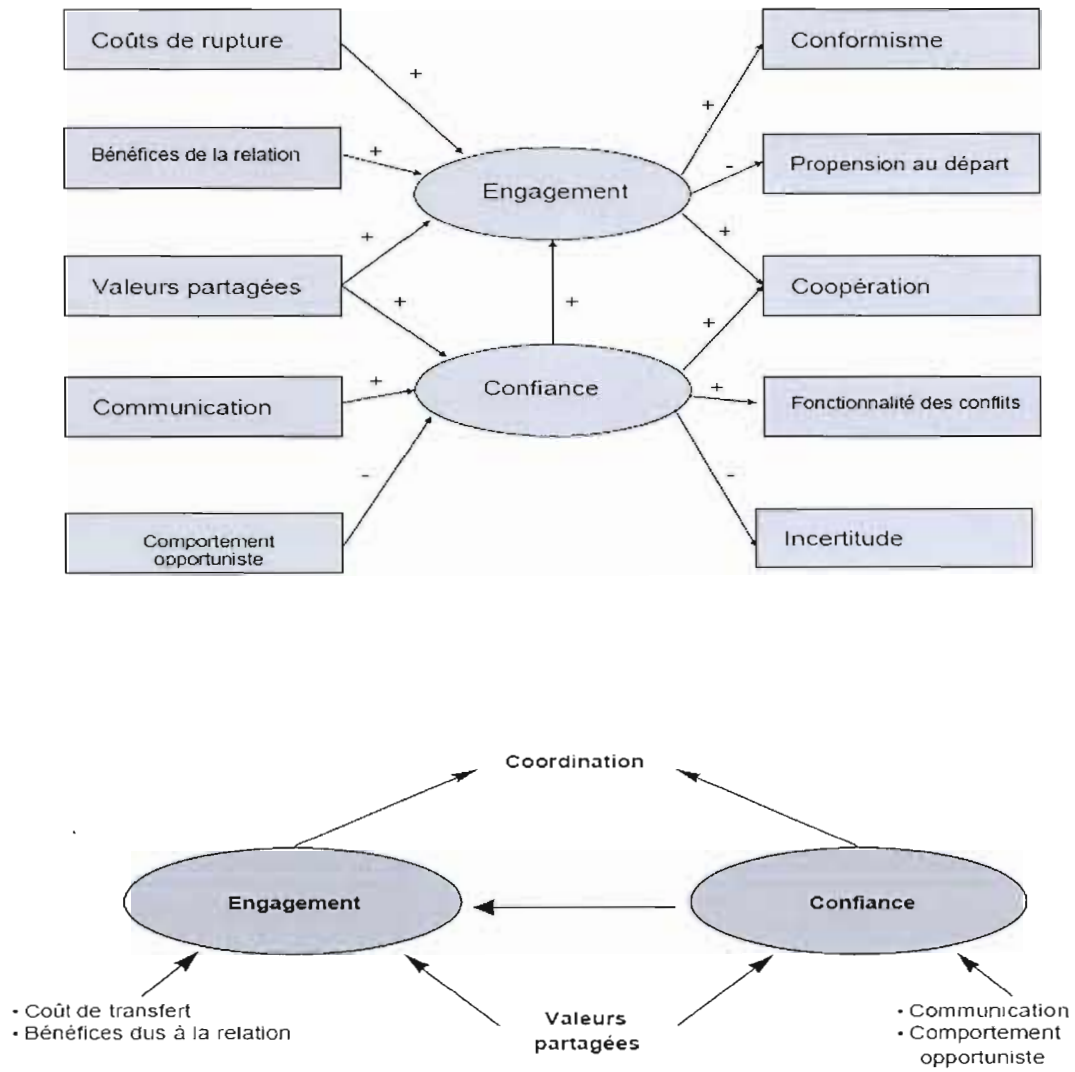 Coûts de rupture
Conformisme
+
+
Bénéfices de la relation
+
Engagement
-
Propension au départ
+
+
Valeurs partagées
Coopération
+
+
+
Communication
+
Confiance
+
Fonctionnalité des conflits
-
-
Comportement
opportuniste
Incertitude
Coordination
Engagement
Confiance
• Coût de transfert
• Bénéfices dus à la relation
Valeurs
partagées
• Communication
• Comportement
opportuniste